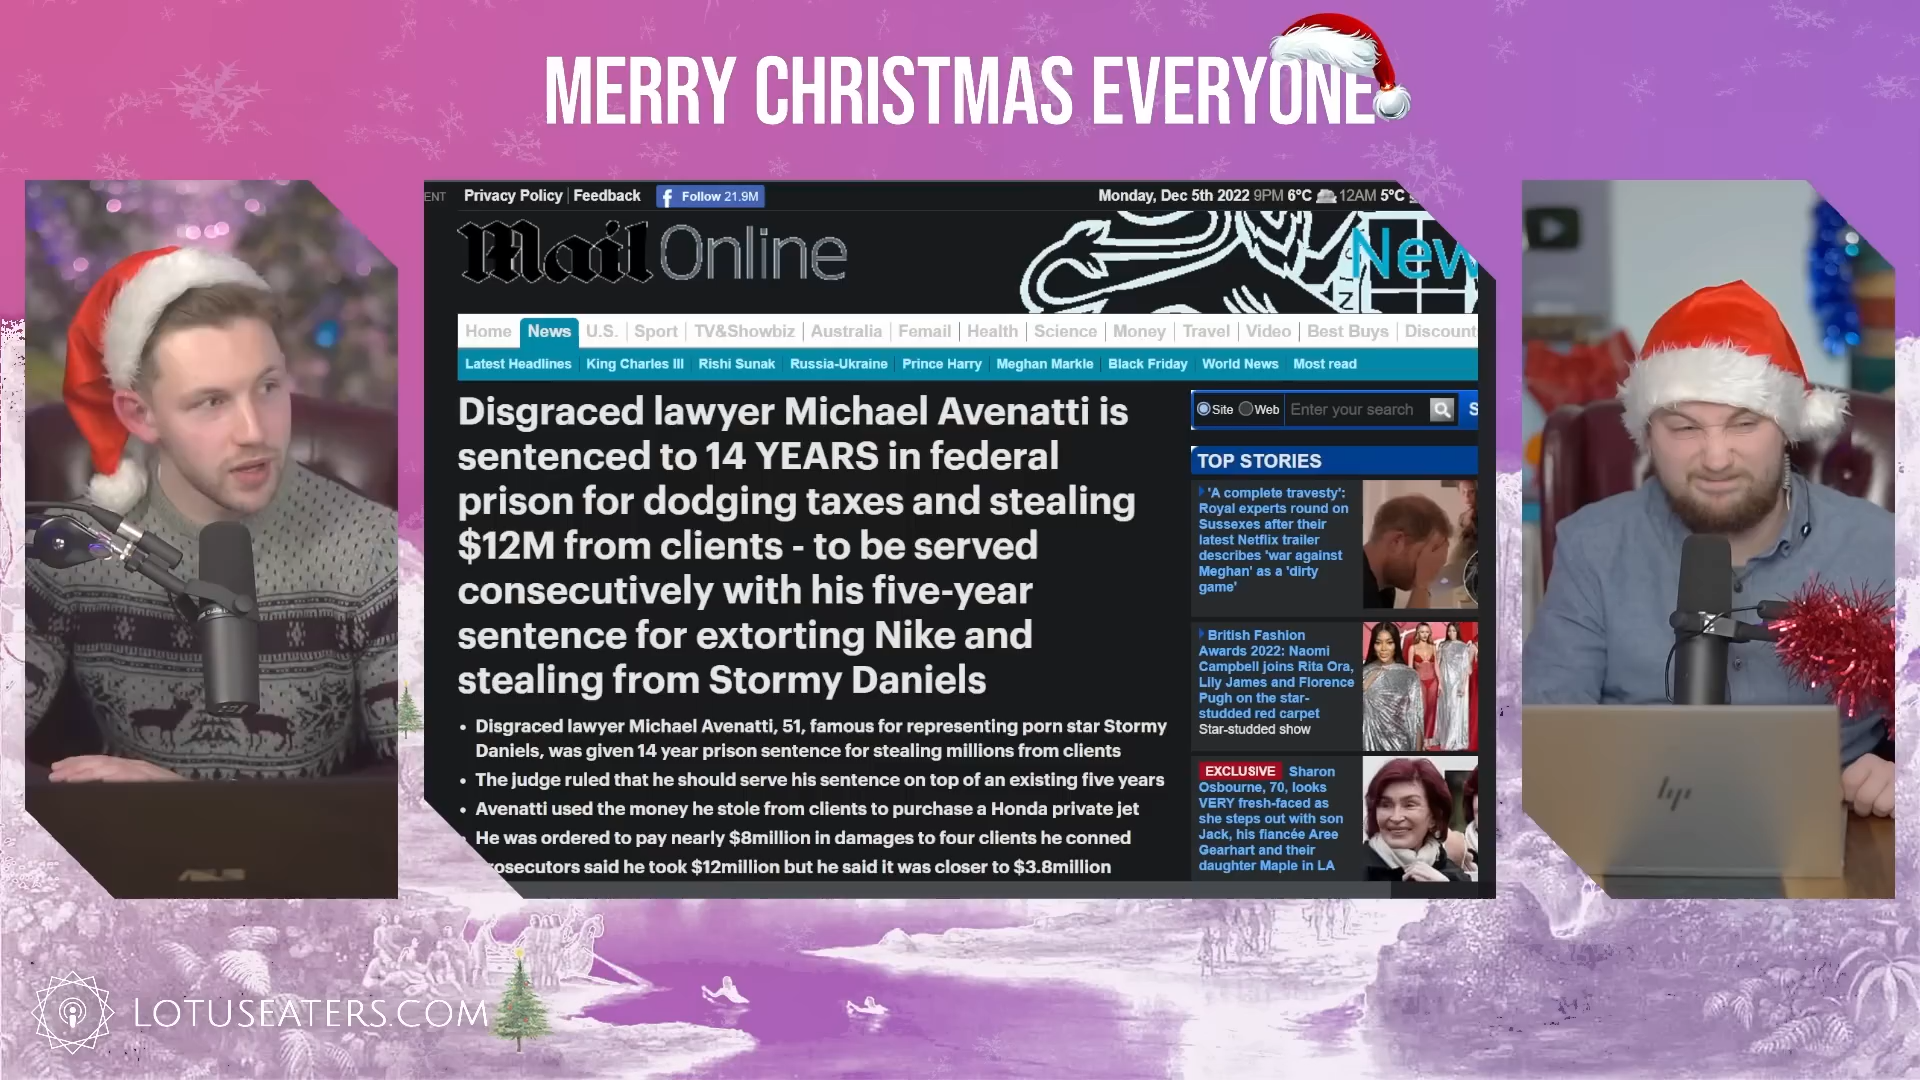 MERRY CHRISTMAS EVERYONE
ENT Privacy Policy Feedback Follow 21.9M Monday, Dec 5th 2022 9PM 6°C 12AM 5°C
Mail Online
New
Home News U.S. Sport TV&Showbiz Australia Femail Health Science Money Travel Video Best Buys Discount
Latest Headlines King Charles III Rishi Sunak Russia-Ukraine Prince Harry Meghan Markle Black Friday World News Most read
Disgraced lawyer Michael Avenatti is
sentenced to 14 YEARS in federal
prison for dodging taxes and stealing
$12M from clients - to be served
consecutively with his five-year
sentence for extorting Nike and
stealing from Stormy Daniels
• Disgraced lawyer Michael Avenatti, 51, famous for representing porn star Stormy
Daniels, was given 14 year prison sentence for stealing millions from clients
• The judge ruled that he should serve his sentence on top of an existing five years
• Avenatti used the money he stole from clients to purchase a Honda private jet
• He was ordered to pay nearly $8million in damages to four clients he conned
rosecutors said he took $12million but he said it was closer to $3.8million
Site Web Enter your search S
TOP STORIES
'A complete travesty':
Royal experts round on
Sussexes after their
latest Netflix trailer
describes 'war against
Meghan' as a 'dirty
game'
British Fashion
Awards 2022: Naomi
Campbell joins Rita Ora,
Lily James and Florence
Pugh on the star-
studded red carpet
Star-studded show
EXCLUSIVE Sharon
Osbourne, 70, looks
VERY fresh-faced as
she steps out with son
Jack, his fiancée Aree
Gearhart and their
daughter Maple in LA
hp
ASUS
LOTUSEATERS.COM